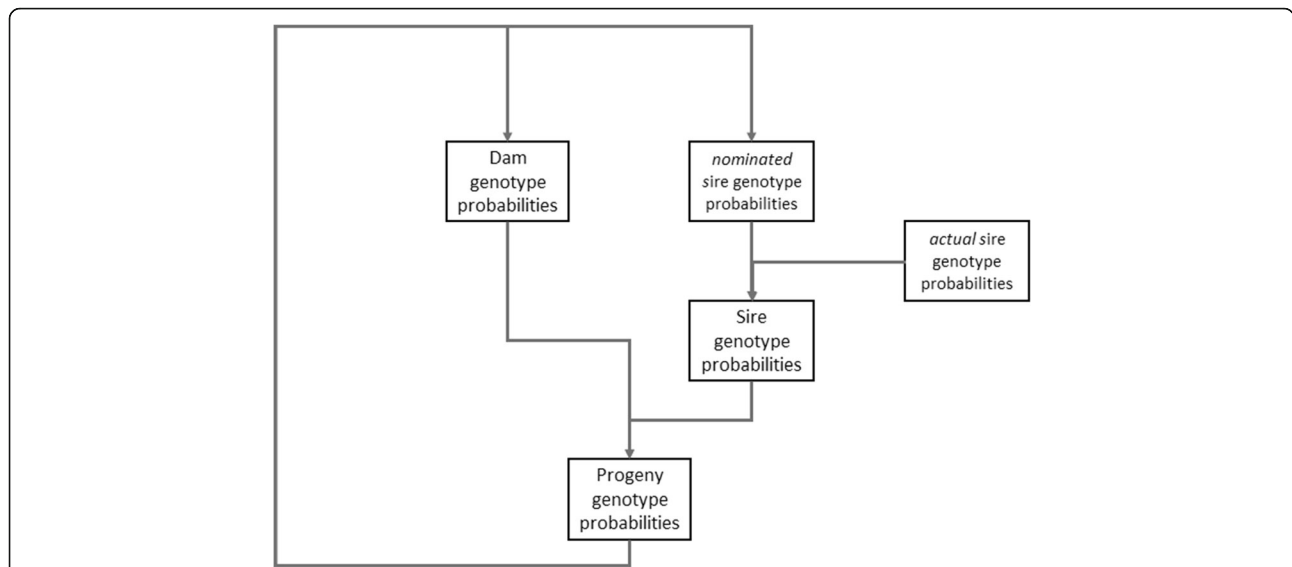 Dam
genotype
probabilities
nominated
sire genotype
probabilities
actual sire
genotype
probabilities
Sire
genotype
probabilities
Progeny
genotype
probabilities